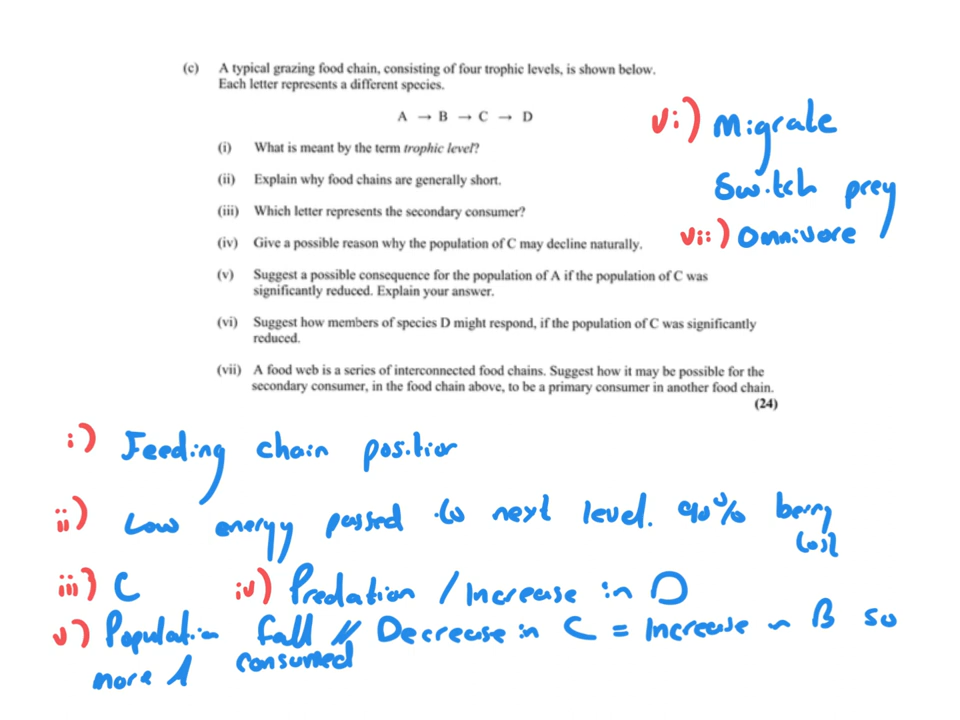 (c) A typical grazing food chain, consisting of four trophic levels, is shown below.
Each letter represents a different species.
A → B → C → D
(i) What is meant by the term trophic level?
(ii) Explain why food chains are generally short.
(iii) Which letter represents the secondary consumer?
(iv) Give a possible reason why the population of C may decline naturally.
(v) Suggest a possible consequence for the population of A if the population of C was
significantly reduced. Explain your answer.
(vi) Suggest how members of species D might respond, if the population of C was significantly
reduced.
(vii) A food web is a series of interconnected food chains. Suggest how it may be possible for the
secondary consumer, in the food chain above, to be a primary consumer in another food chain.
(24)
vi) Migrate
Switch prey
vii) Omnivore
i) Feeding chain position
ii) Low energy passed to next level. 90% being
lost
iii) C iv) Predation / Increase in D
v) Population fall // Decrease in C = Increase in B so
more A consumed